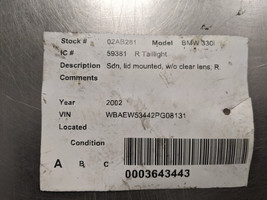 Stock # 02AB281 Model BMW 330i
IC # 59381 R Taillight
Description Sdn, lid mounted, w/o clear lens; R
Comments
Year 2002
VIN WBAEW53442PG08131
Located
Condition
A B C 0003643443